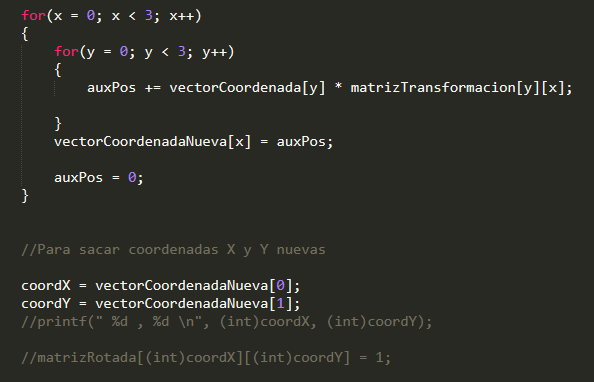 for(x = 0; x < 3; x++)
{
for(y = 0; y < 3; y++)
{
auxPos += vectorCoordenada[y] * matrizTransformacion[y][x];
}
vectorCoordenadaNueva[x] = auxPos;
auxPos = 0;
}
//Para sacar coordenadas X y Y nuevas
coordX = vectorCoordenadaNueva[0];
coordY = vectorCoordenadaNueva[1];
//printf(" %d , %d \n", (int)coordX, (int)coordY);
//matrizRotada[(int)coordX][(int)coordY] = 1;